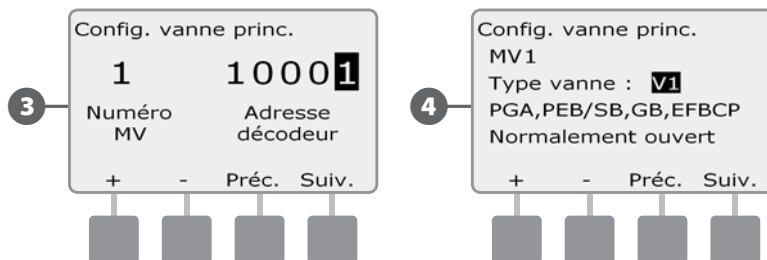 3
Config. vanne princ.
1 10001
Numéro Adresse
MV décodeur
+ - Préc. Suiv.
4
Config. vanne princ.
MV1
Type vanne : V1
PGA,PEB/SB,GB,EFBCP
Normalement ouvert
+ - Préc. Suiv.